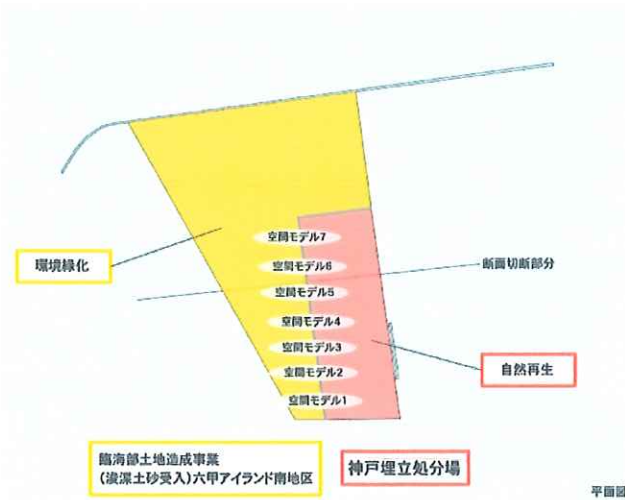 空間モデル7
環境緑化
空間モデル6
断面切断部分
空間モデル5
空間モデル4
空間モデル3
自然再生
空間モデル2
空間モデル1
臨海部土地造成事業
(浚渫土砂受入)六甲アイランド南地区
神戸埋立処分場
平面図